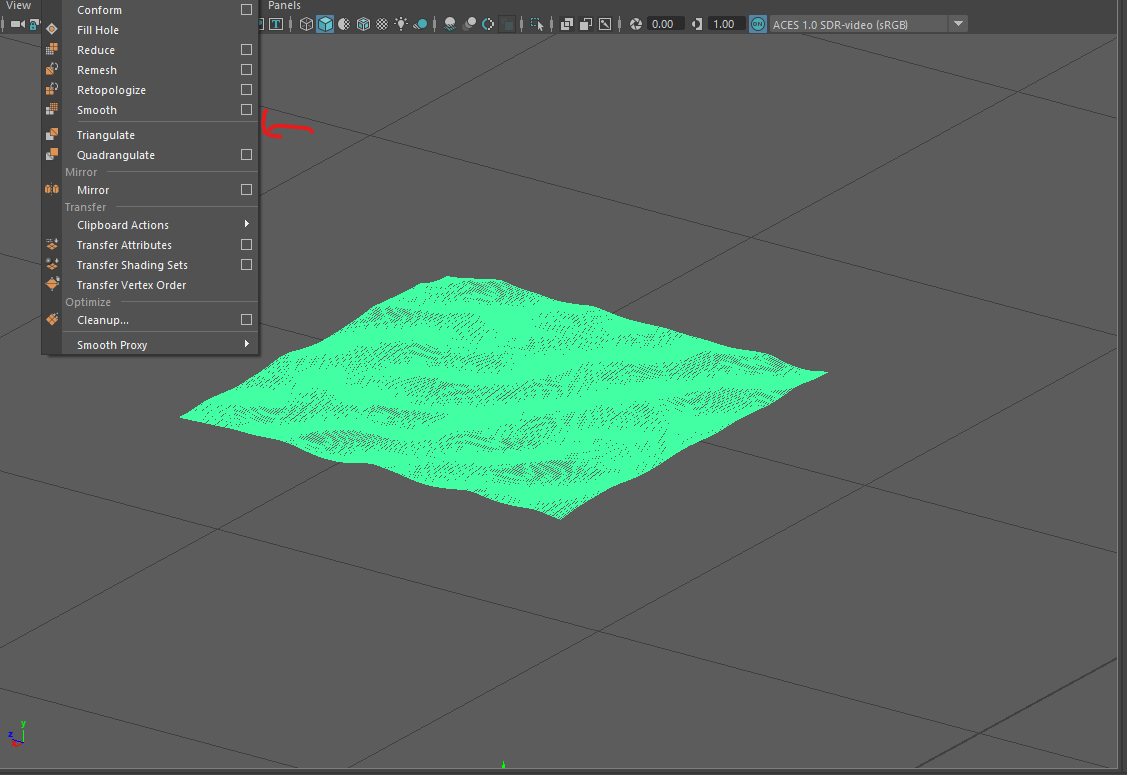 View
Panels
Conform
Fill Hole
Reduce
Remesh
Retopologize
Smooth
Triangulate
Quadrangulate
Mirror
Mirror
Transfer
Clipboard Actions
Transfer Attributes
Transfer Shading Sets
Transfer Vertex Order
Optimize
Cleanup...
Smooth Proxy
T
0.00
1.00
ON
ACES 1.0 SDR-video (sRGB)
y
z